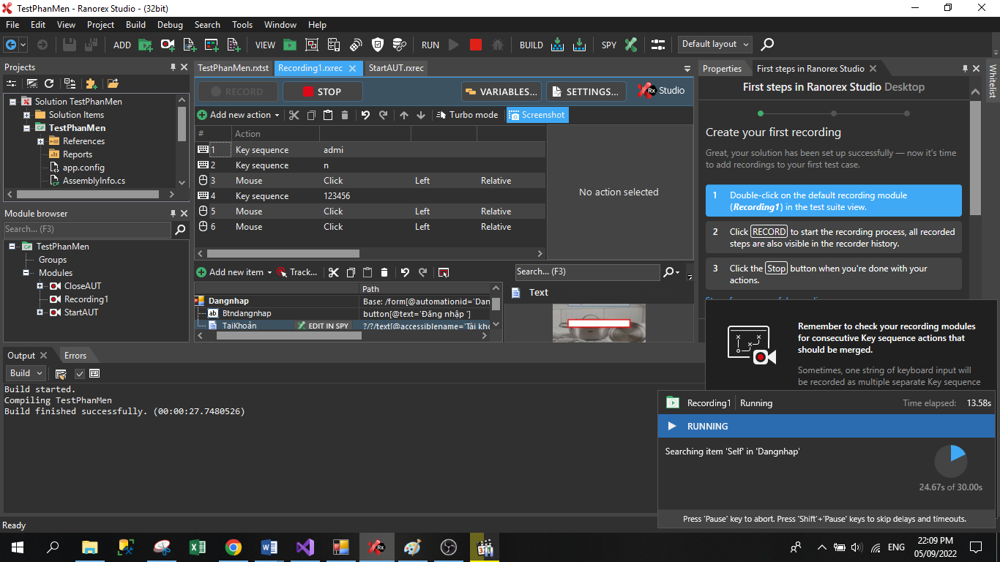 TestPhanMen - Ranorex Studio - (32bit)
File Edit View Project Build Debug Search Tools Window Help
ADD VIEW RUN BUILD SPY Default layout
Projects
Solution TestPhanMen
Solution Items
TestPhanMen
References
Reports
app.config
AssemblyInfo.cs
Module browser
Search... (F3)
TestPhanMen
Groups
Modules
CloseAUT
Recording1
StartAUT
TestPhanMen.rxtst Recording1.rxrec StartAUT.rxrec
RECORD STOP VARIABLES... SETTINGS... Rx Studio
Add new action Turbo mode Screenshot
# Action
1 Key sequence admi
2 Key sequence n
3 Mouse Click Left Relative
4 Key sequence 123456
5 Mouse Click Left Relative
6 Mouse Click Left Relative
No action selected
Add new item Track... Search... (F3)
Path
Dangnhap Base: /form[@automationid='Dan
Btndangnhap button[@text='Đăng nhập ']
TaiKhoản EDIT IN SPY ?/?/text[@accessiblename='Tài kho
Text
Properties First steps in Ranorex Studio
Whitelist
First steps in Ranorex Studio Desktop
Create your first recording
Great, your solution has been set up successfully — now it's time
to add recordings to your first test case.
1 Double-click on the default recording module
(Recording1) in the test suite view.
2 Click RECORD to start the recording process, all recorded
steps are also visible in the recorder history.
3 Click the Stop button when you're done with your
actions.
Remember to check your recording modules
for consecutive Key sequence actions that
should be merged.
Sometimes, one string of keyboard input will
be recorded as multiple separate Key sequence
Output Errors
Build
Build started.
Compiling TestPhanMen
Build finished successfully. (00:00:27.7480526)
Recording1 Running Time elapsed: 13.58s
RUNNING
Searching item 'Self' in 'Dangnhap'
24.67s of 30.00s
Press 'Pause' key to abort. Press 'Shift'+'Pause' keys to skip delays and timeouts.
Ready
ENG
22:09 PM
05/09/2022